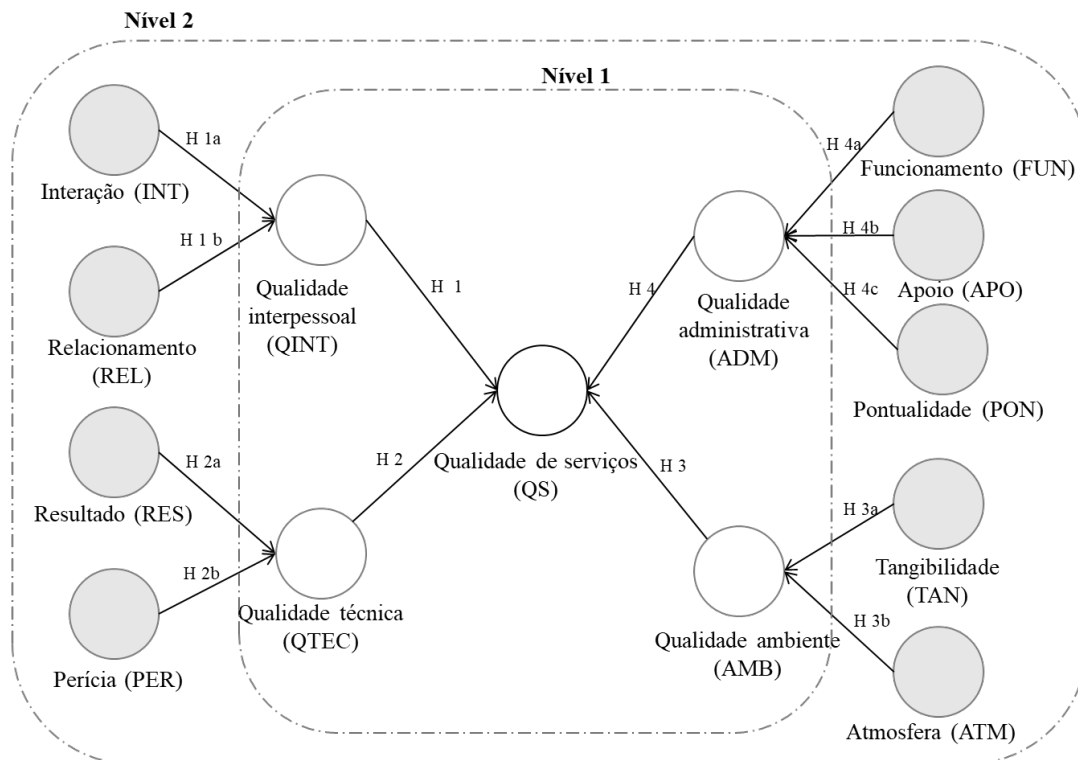 Nível 2
Nível 1
H 1a
Interação (INT)
H 1 b
Relacionamento
(REL)
Qualidade
interpessoal
(QINT)
H 1
H 2a
Resultado (RES)
H 2b
Perícia (PER)
Qualidade técnica
(QTEC)
H 2
Qualidade de serviços
(QS)
H 4
Qualidade
administrativa
(ADM)
H 3
Qualidade ambiente
(AMB)
H 4a
Funcionamento (FUN)
H 4b
Apoio (APO)
H 4c
Pontualidade (PON)
H 3a
Tangibilidade
(TAN)
H 3b
Atmosfera (ATM)